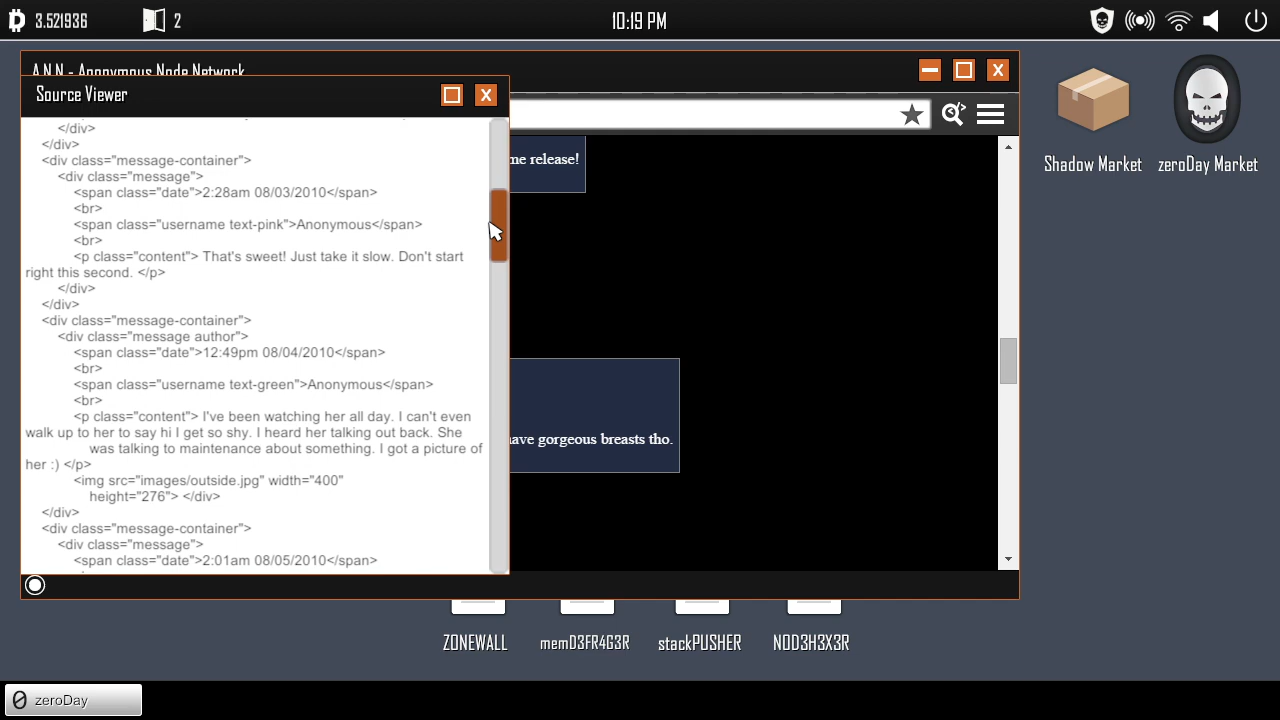 3.521936
2
10:19 PM
A.N.N - Anonymous Node Network
Source Viewer
</div>
</div>
<div class="message-container">
<div class="message">
<span class="date">2:28am 08/03/2010</span>
<br>
<span class="username text-pink">Anonymous</span>
<br>
<p class="content"> That's sweet! Just take it slow. Don't start
right this second. </p>
</div>
</div>
<div class="message-container">
<div class="message author">
<span class="date">12:49pm 08/04/2010</span>
<br>
<span class="username text-green">Anonymous</span>
<br>
<p class="content"> I've been watching her all day. I can't even
walk up to her to say hi I get so shy. I heard her talking out back. She
was talking to maintenance about something. I got a picture of
her :) </p>
<img src="images/outside.jpg" width="400"
height="276"> </div>
</div>
<div class="message-container">
<div class="message">
<span class="date">2:01am 08/05/2010</span>
me release!
have gorgeous breasts tho.
Shadow Market
zeroDay Market
ZONEWALL
memD3FR4G3R
stackPUSHER
NOD3H3X3R
zeroDay